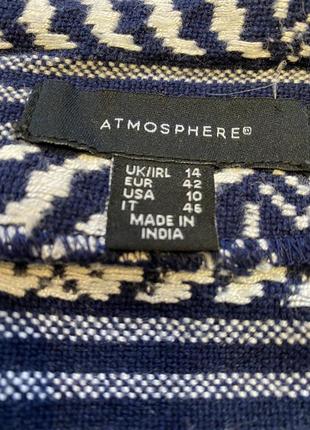 ATMOSPHERE®
UK/IRL 14
EUR 42
USA 10
IT 46
MADE IN
INDIA